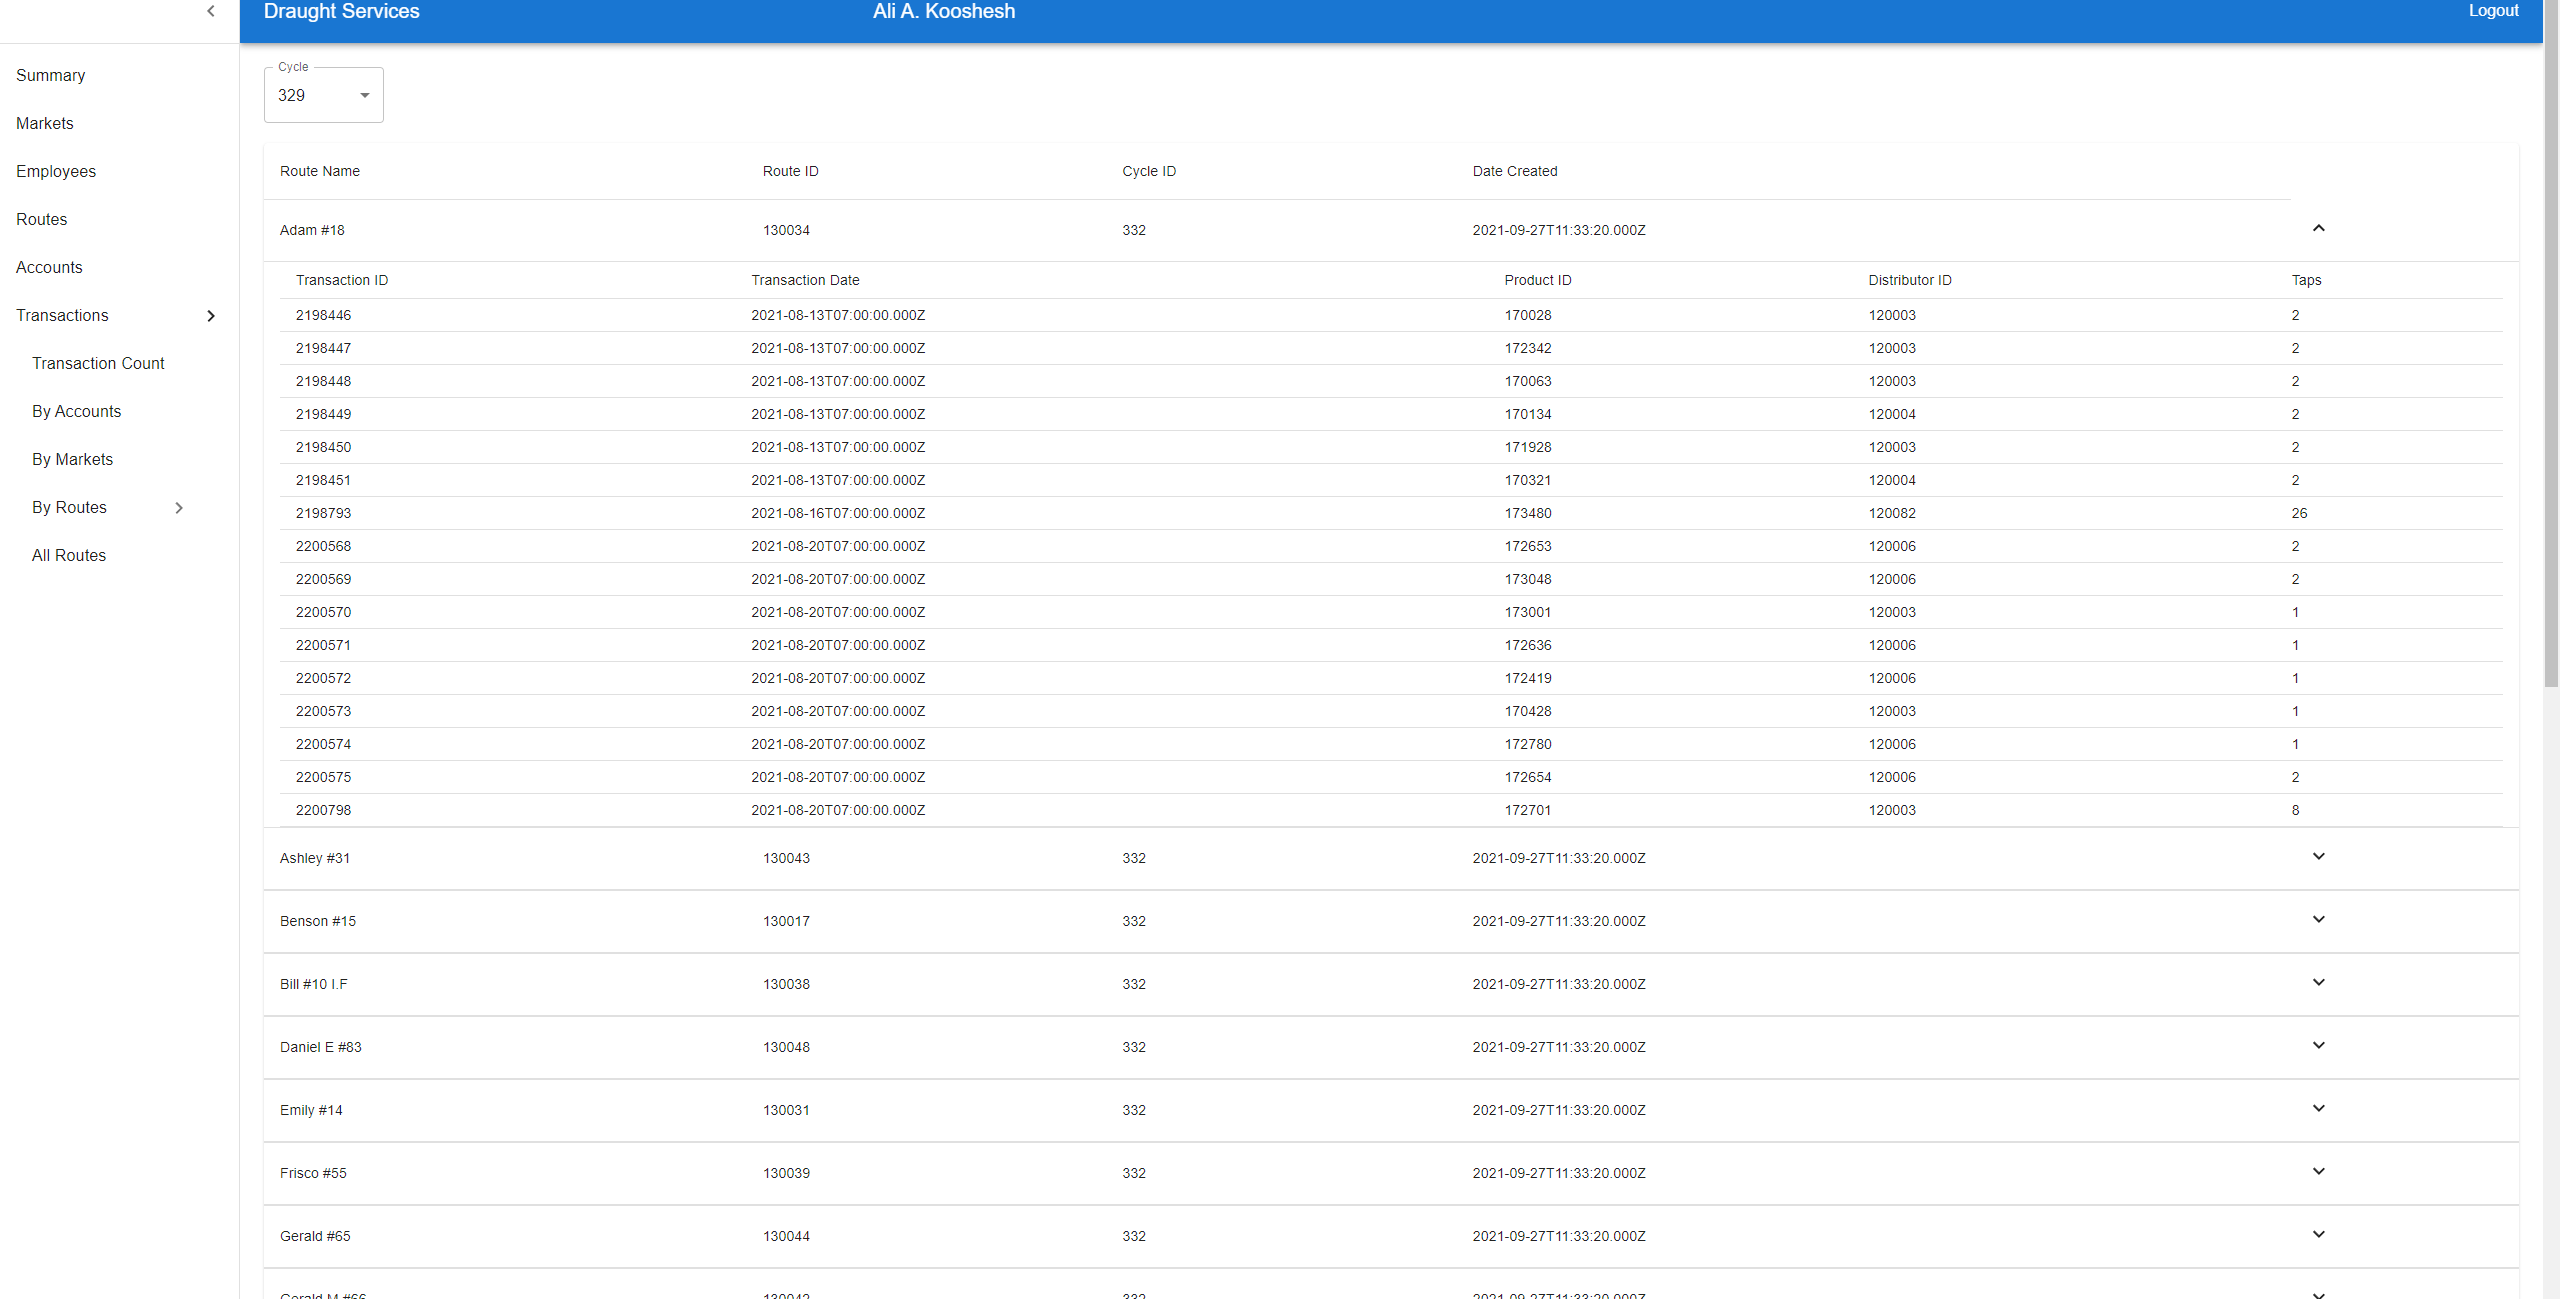 Draught Services Ali A. Kooshesh Logout
Summary
Markets
Employees
Routes
Accounts
Transactions
Transaction Count
By Accounts
By Markets
By Routes
All Routes
Cycle
329
Route Name Route ID Cycle ID Date Created
Adam #18 130034 332 2021-09-27T11:33:20.000Z
Transaction ID Transaction Date Product ID Distributor ID Taps
2198446 2021-08-13T07:00:00.000Z 170028 120003 2
2198447 2021-08-13T07:00:00.000Z 172342 120003 2
2198448 2021-08-13T07:00:00.000Z 170063 120003 2
2198449 2021-08-13T07:00:00.000Z 170134 120004 2
2198450 2021-08-13T07:00:00.000Z 171928 120003 2
2198451 2021-08-13T07:00:00.000Z 170321 120004 2
2198793 2021-08-16T07:00:00.000Z 173480 120082 26
2200568 2021-08-20T07:00:00.000Z 172653 120006 2
2200569 2021-08-20T07:00:00.000Z 173048 120006 2
2200570 2021-08-20T07:00:00.000Z 173001 120003 1
2200571 2021-08-20T07:00:00.000Z 172636 120006 1
2200572 2021-08-20T07:00:00.000Z 172419 120006 1
2200573 2021-08-20T07:00:00.000Z 170428 120003 1
2200574 2021-08-20T07:00:00.000Z 172780 120006 1
2200575 2021-08-20T07:00:00.000Z 172654 120006 2
2200798 2021-08-20T07:00:00.000Z 172701 120003 8
Ashley #31 130043 332 2021-09-27T11:33:20.000Z
Benson #15 130017 332 2021-09-27T11:33:20.000Z
Bill #10 I.F 130038 332 2021-09-27T11:33:20.000Z
Daniel E #83 130048 332 2021-09-27T11:33:20.000Z
Emily #14 130031 332 2021-09-27T11:33:20.000Z
Frisco #55 130039 332 2021-09-27T11:33:20.000Z
Gerald #65 130044 332 2021-09-27T11:33:20.000Z
Gerald M #66 130042 332 2021-09-27T11:33:20.000Z